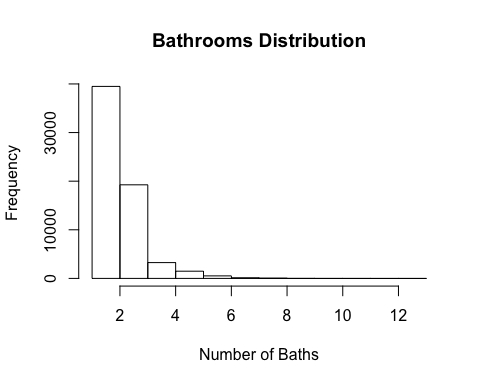 Bathrooms Distribution
Frequency
30000
10000
0
2 4 6 8 10 12
Number of Baths